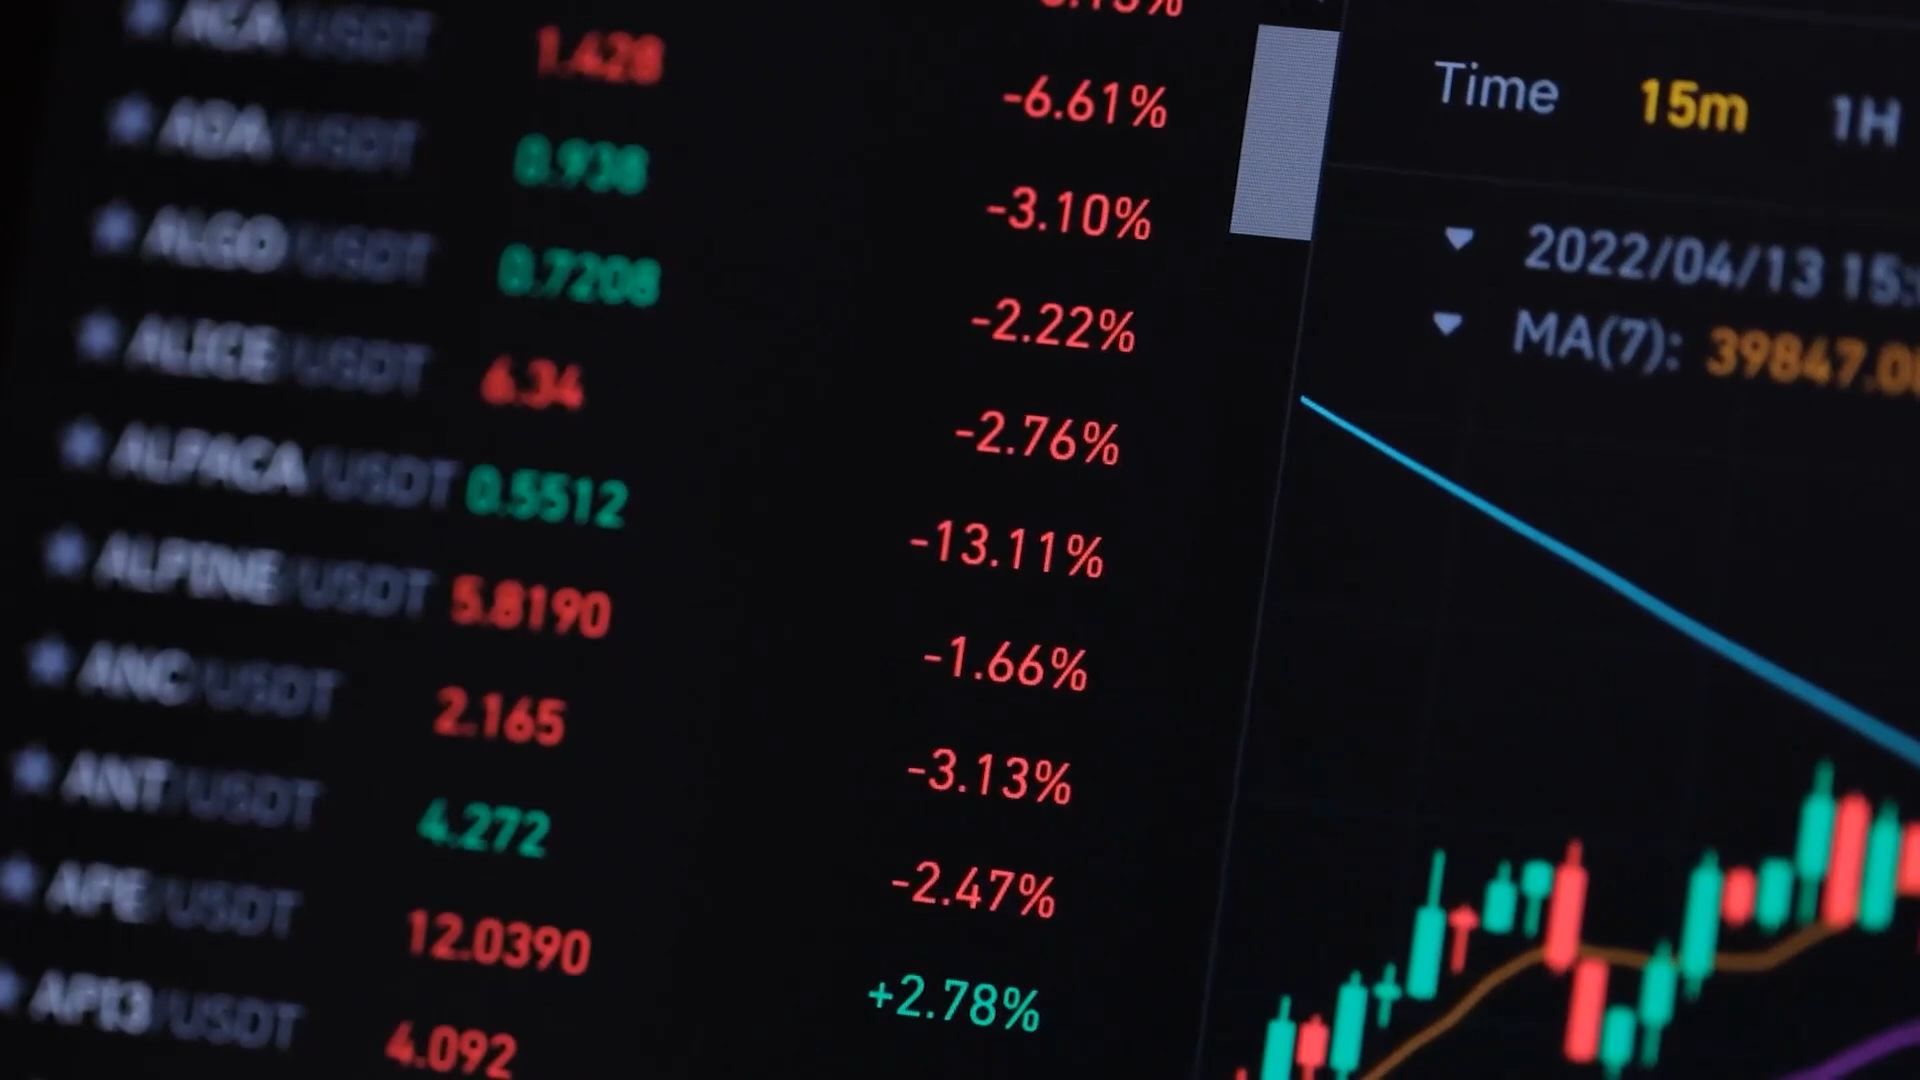 ACA/USDT 1.428 -6.61%
ADA/USDT 0.938 -3.10%
ALGO/USDT 0.7208 -2.22%
ALICE/USDT 6.34 -2.76%
ALPACA/USDT 0.5512 -13.11%
ALPINE/USDT 5.8190 -1.66%
ANC/USDT 2.165 -3.13%
ANT/USDT 4.272 -2.47%
APE/USDT 12.0390 +2.78%
API3/USDT 4.092
Time 15m 1H
2022/04/13 15:
MA(7): 39847.0